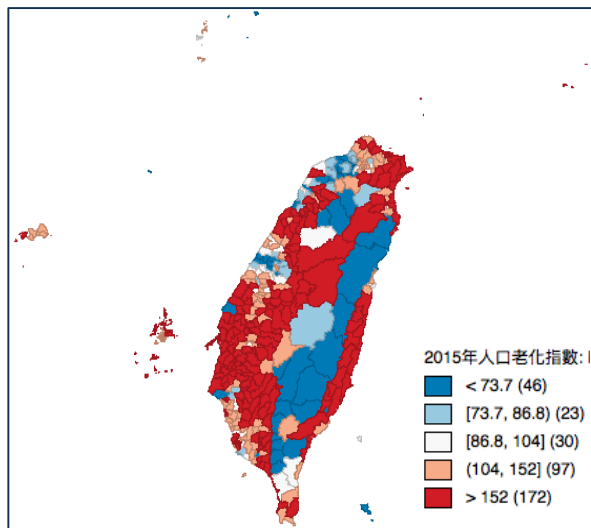 2015年人口老化指數:
< 73.7 (46)
[73.7, 86.8) (23)
[86.8, 104] (30)
(104, 152] (97)
> 152 (172)